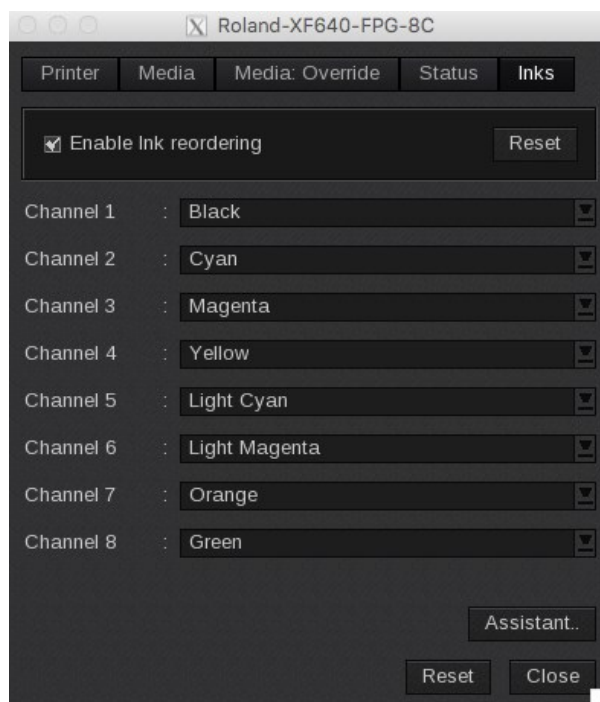 Roland-XF640-FPG-8C
Printer Media Media: Override Status Inks
Enable Ink reordering Reset
Channel 1 : Black
Channel 2 : Cyan
Channel 3 : Magenta
Channel 4 : Yellow
Channel 5 : Light Cyan
Channel 6 : Light Magenta
Channel 7 : Orange
Channel 8 : Green
Assistant..
Reset Close